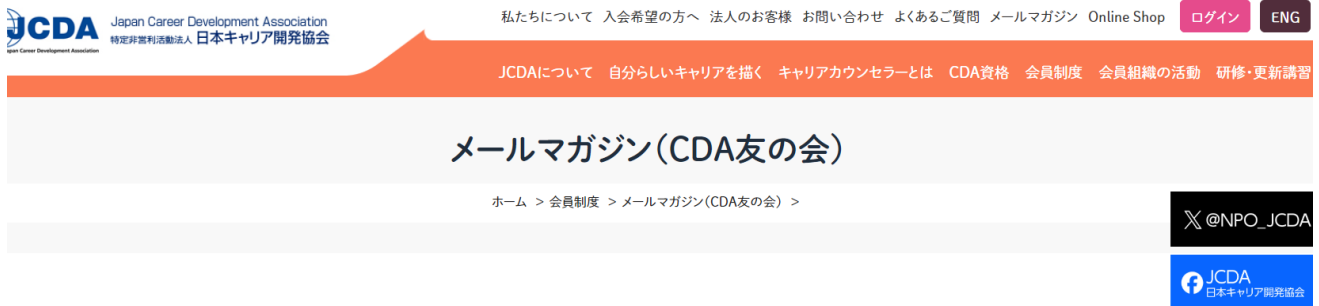 JCDA
Japan Career Development Association
Japan Career Development Association
特定非営利活動法人 日本キャリア開発協会
私たちについて 入会希望の方へ 法人のお客様 お問い合わせ よくあるご質問 メールマガジン Online Shop ログイン ENG
JCDAについて 自分らしいキャリアを描く キャリアカウンセラーとは CDA資格 会員制度 会員組織の活動 研修・更新講習
メールマガジン(CDA友の会)
ホーム > 会員制度 > メールマガジン(CDA友の会) >
X @NPO_JCDA
JCDA
日本キャリア開発協会